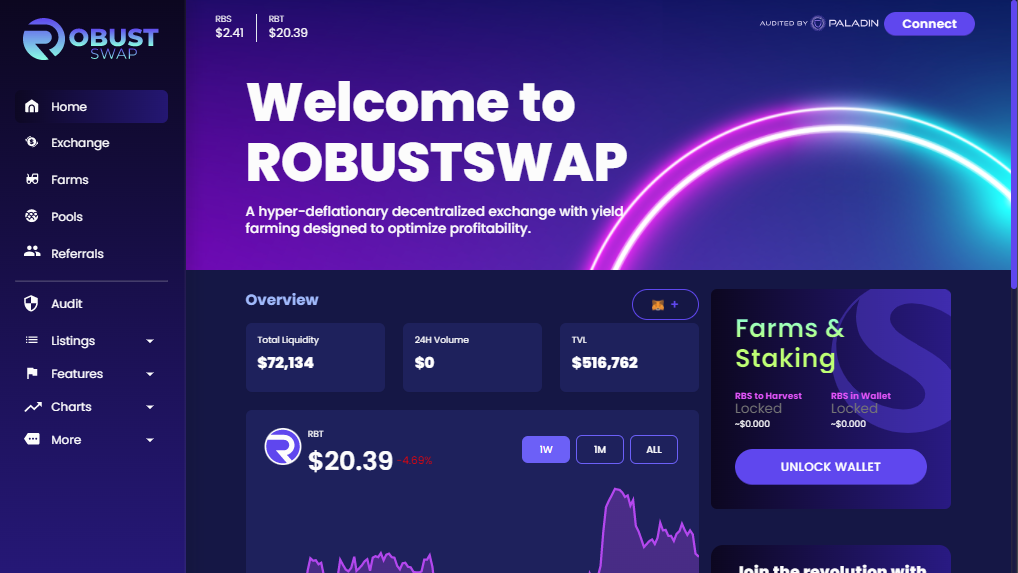 ROBUST
SWAP
Home
Exchange
Farms
Pools
Referrals
Audit
Listings
Features
Charts
More
RBS
$2.41
RBT
$20.39
AUDITED BY PALADIN
Connect
Welcome to
ROBUSTSWAP
A hyper-deflationary decentralized exchange with yield
farming designed to optimize profitability.
Overview
+
Total Liquidity
$72,134
24H Volume
$0
TVL
$516,762
RBT
$20.39 -4.69%
1W
1M
ALL
Farms &
Staking
RBS to Harvest
Locked
~$0.000
RBS in Wallet
Locked
~$0.000
UNLOCK WALLET
Join the revolution with